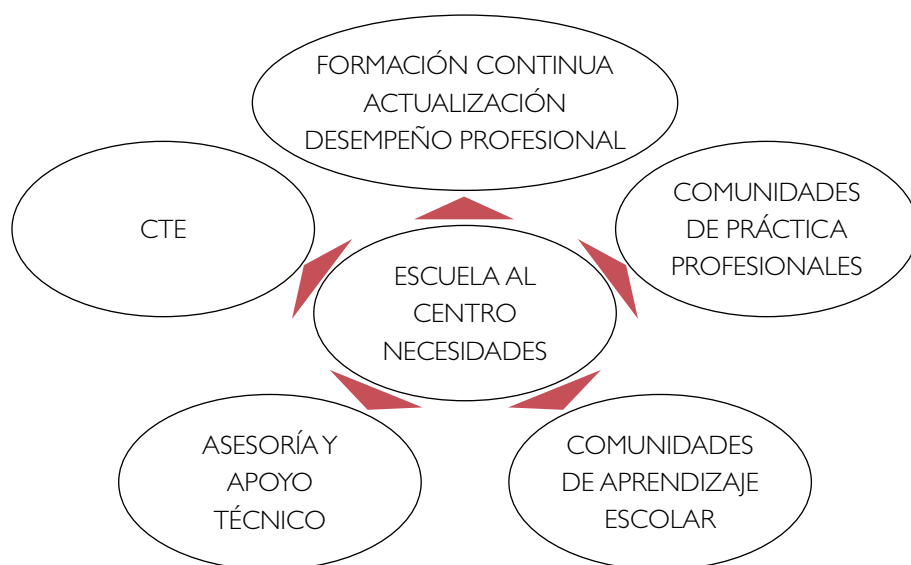 FORMACIÓN CONTINUA
ACTUALIZACIÓN
DESEMPEÑO PROFESIONAL
CTE
COMUNIDADES
DE PRÁCTICA
PROFESIONALES
ESCUELA AL
CENTRO
NECESIDADES
ASESORÍA Y
APOYO
TÉCNICO
COMUNIDADES
DE APRENDIZAJE
ESCOLAR